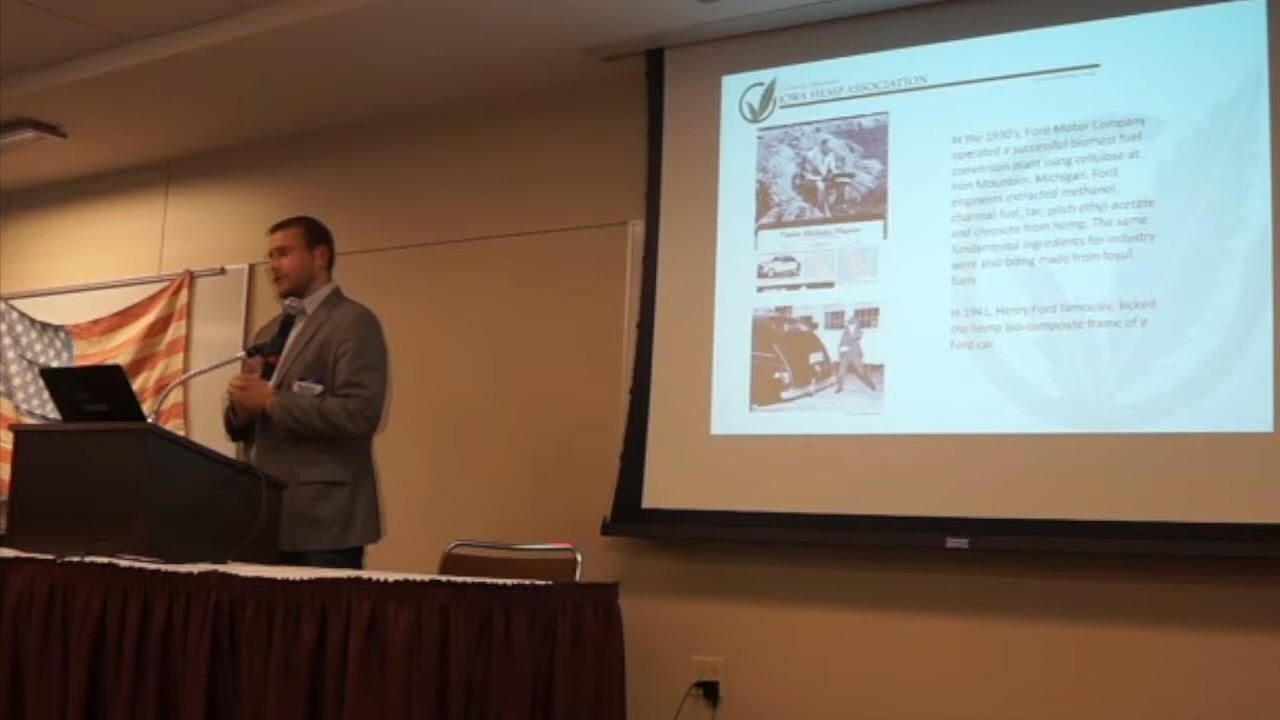 IOWA HEMP ASSOCIATION
In the 1930's, Ford Motor Company
operated a successful biomass fuel
conversion plant using cellulose at
Iron Mountain, Michigan. Ford
engineers extracted methanol,
charcoal fuel, tar, pitch ethyl-acetate
and creosote from hemp. The same
fundamental ingredients for industry
were also being made from fossil
fuels
In 1941, Henry Ford famously, kicked
the hemp bio-composite frame of a
Ford car